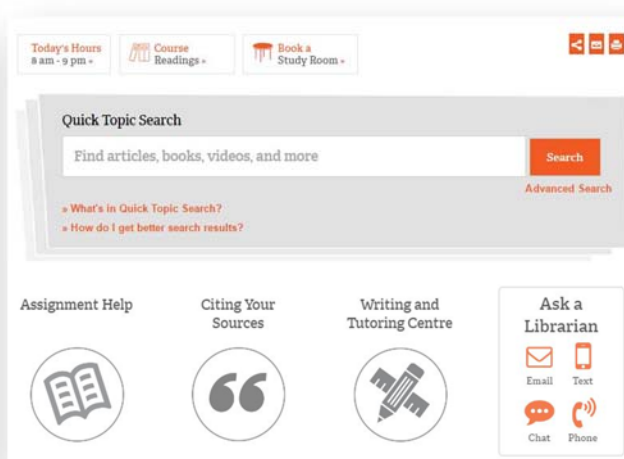 Today's Hours
8 am - 9 pm »
Course
Readings »
Book a
Study Room »
Quick Topic Search
Find articles, books, videos, and more
Search
Advanced Search
» What's in Quick Topic Search?
» How do I get better search results?
Assignment Help
Citing Your
Sources
Writing and
Tutoring Centre
Ask a
Librarian
Email
Text
Chat
Phone